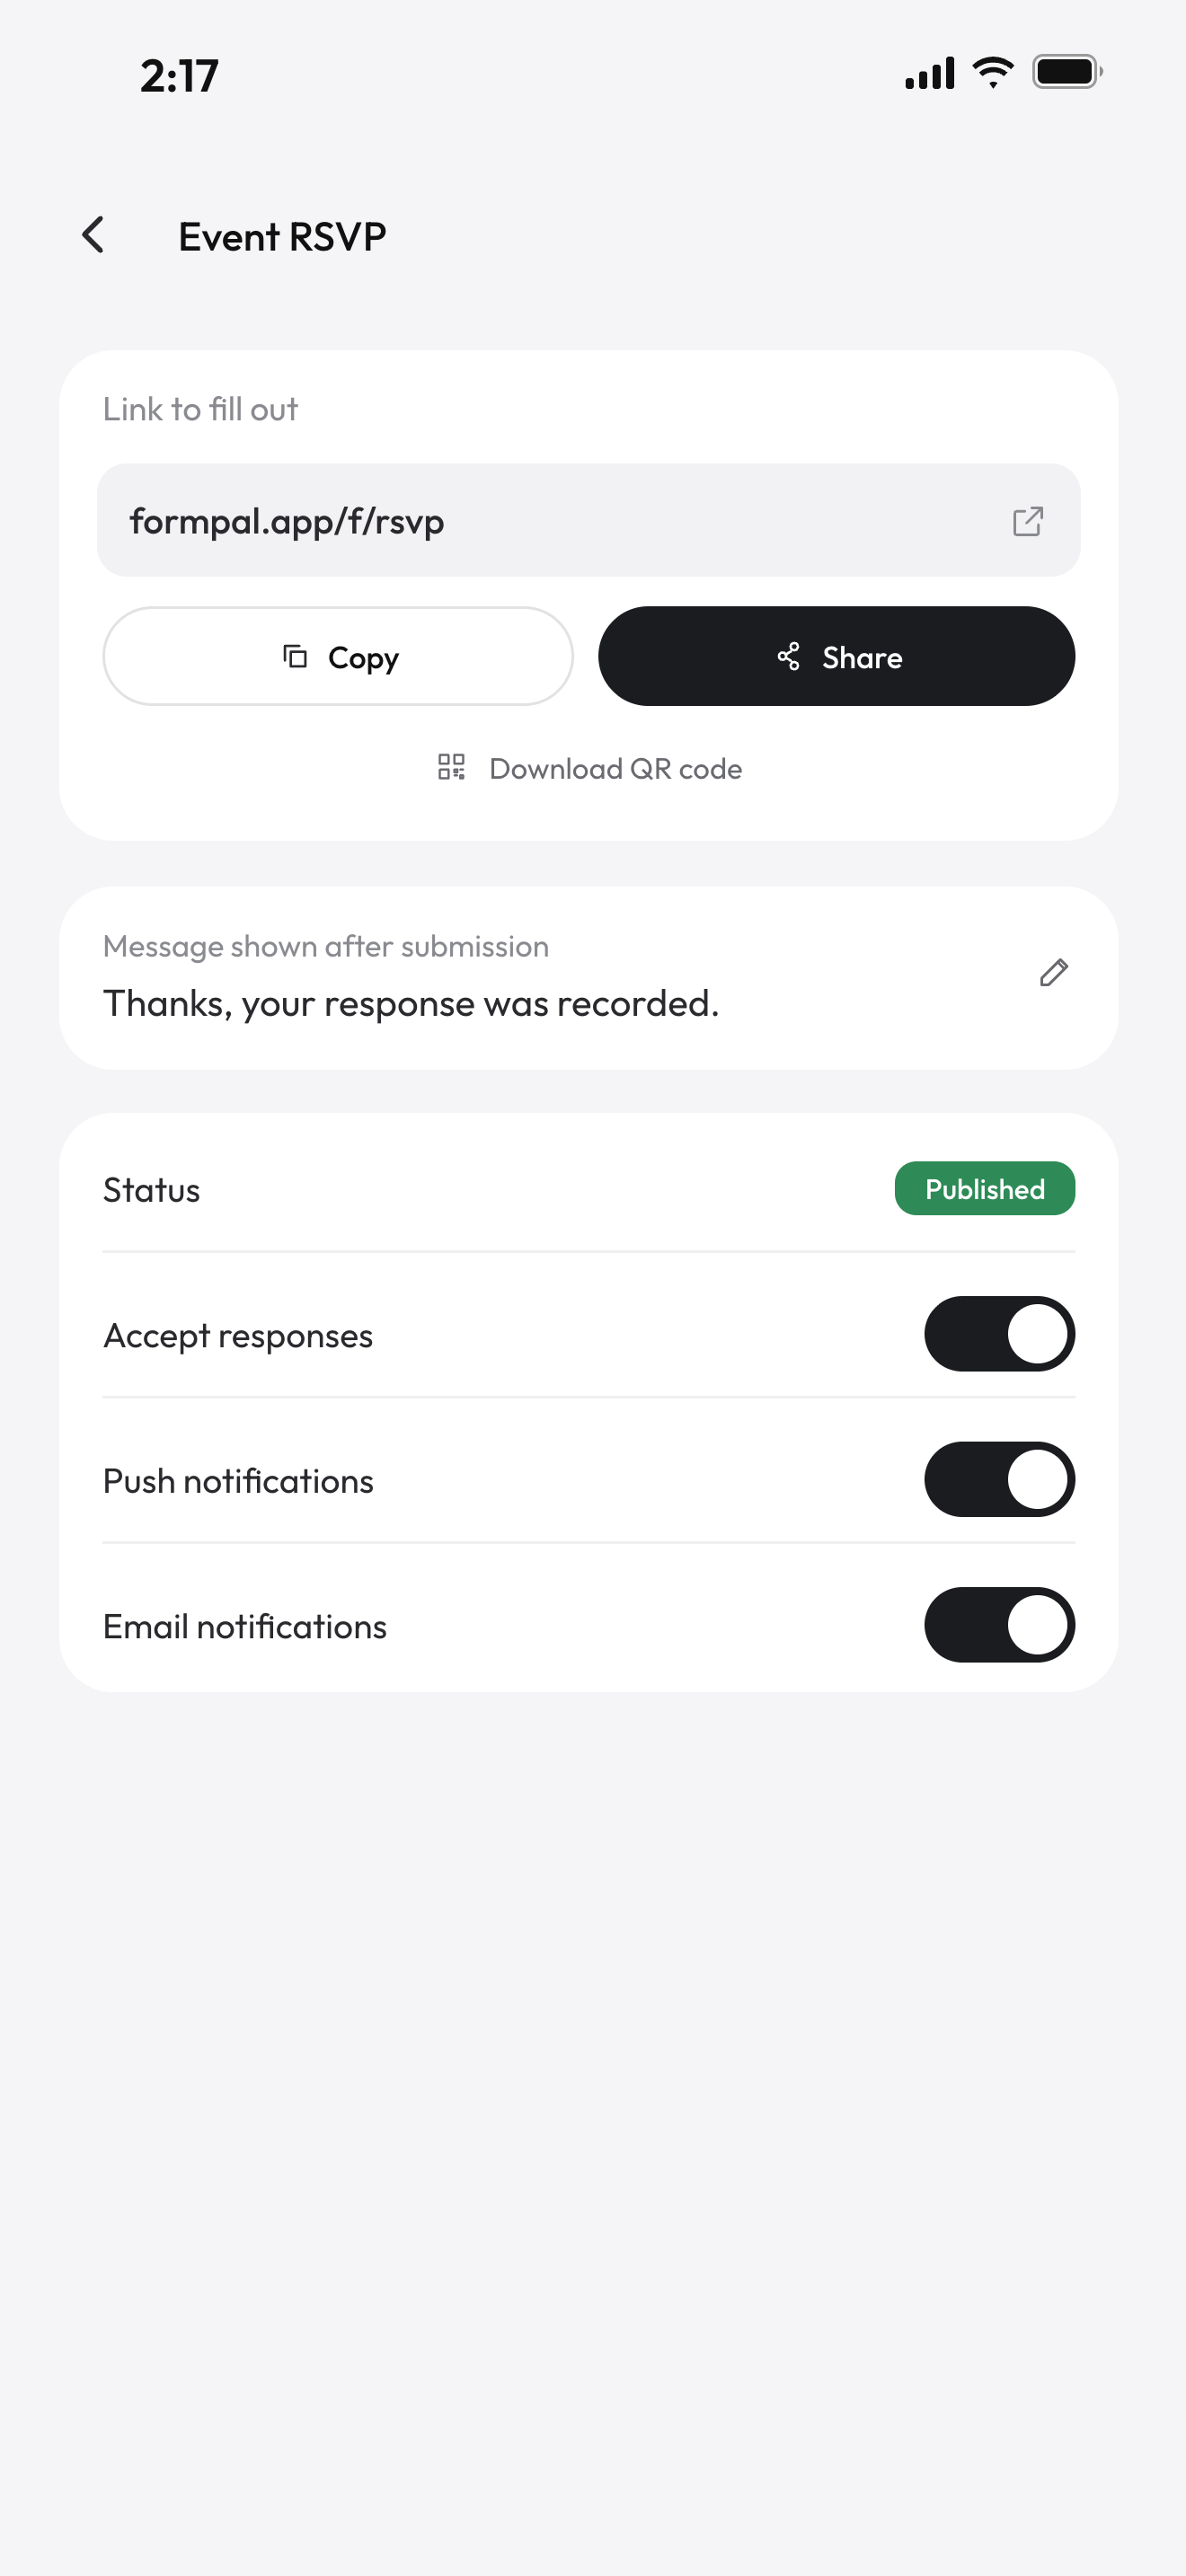 2:17
Event RSVP
Link to fill out
formpal.app/f/rsvp
Copy
Share
Download QR code
Message shown after submission
Thanks, your response was recorded.
Status
Published
Accept responses
Push notifications
Email notifications